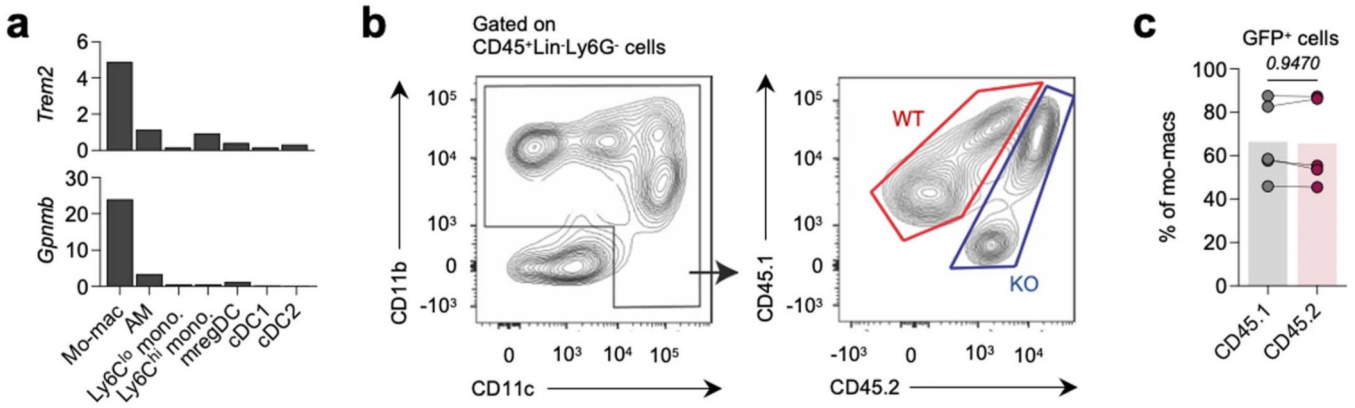 a
6
4
2
0
Trem2
30
20
10
0
Gpnmb
Mo-mac
AM
Ly6Cˡᵒ mono.
Ly6Cʰⁱ mono.
mregDC
cDC1
cDC2
b
Gated on
CD45⁺Lin⁻Ly6G⁻ cells
10⁵
10⁴
10³
0
-10³
CD11b
0
10³
10⁴
10⁵
CD11c
10⁵
10⁴
10³
0
-10³
CD45.1
WT
KO
-10³
0
10³
10⁴
CD45.2
c
GFP⁺ cells
0.9470
100
80
60
40
20
0
% of mo-macs
CD45.1
CD45.2